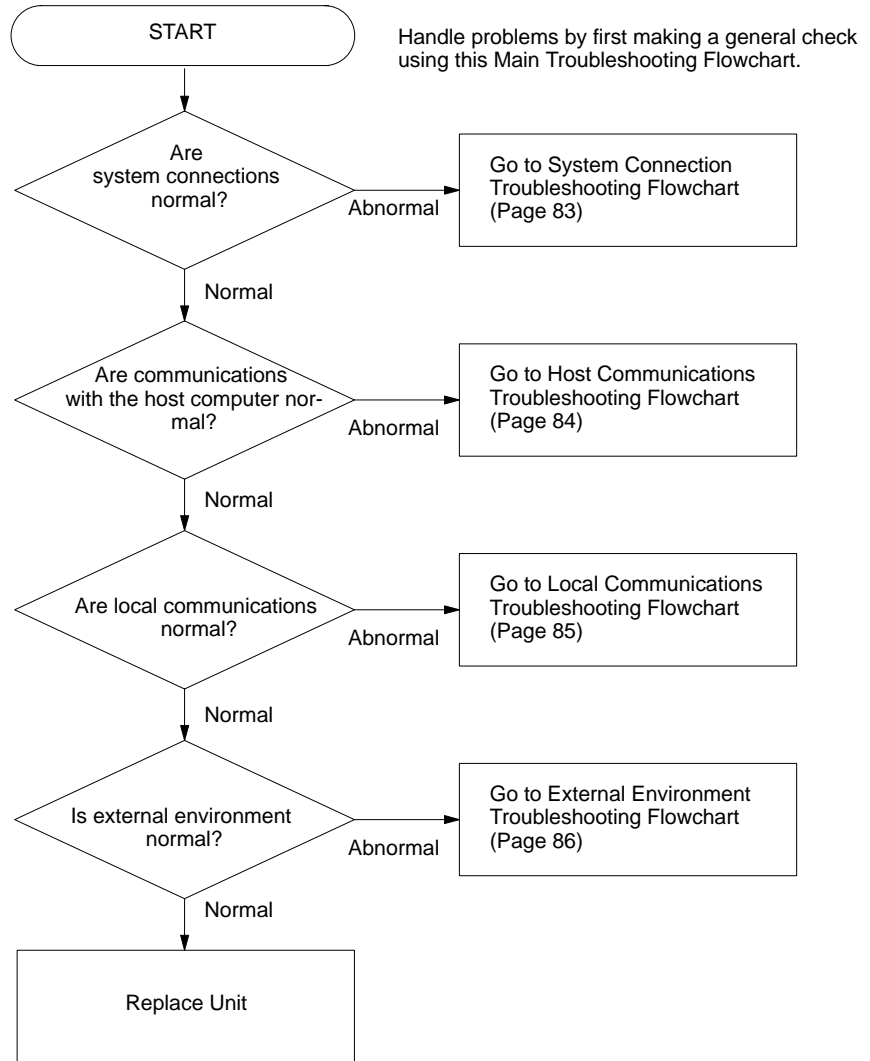 START
Handle problems by first making a general check
using this Main Troubleshooting Flowchart.
Are
system connections
normal?
Abnormal
Go to System Connection
Troubleshooting Flowchart
(Page 83)
Normal
Are communications
with the host computer nor-
mal?
Abnormal
Go to Host Communications
Troubleshooting Flowchart
(Page 84)
Normal
Are local communications
normal?
Abnormal
Go to Local Communications
Troubleshooting Flowchart
(Page 85)
Normal
Is external environment
normal?
Abnormal
Go to External Environment
Troubleshooting Flowchart
(Page 86)
Normal
Replace Unit